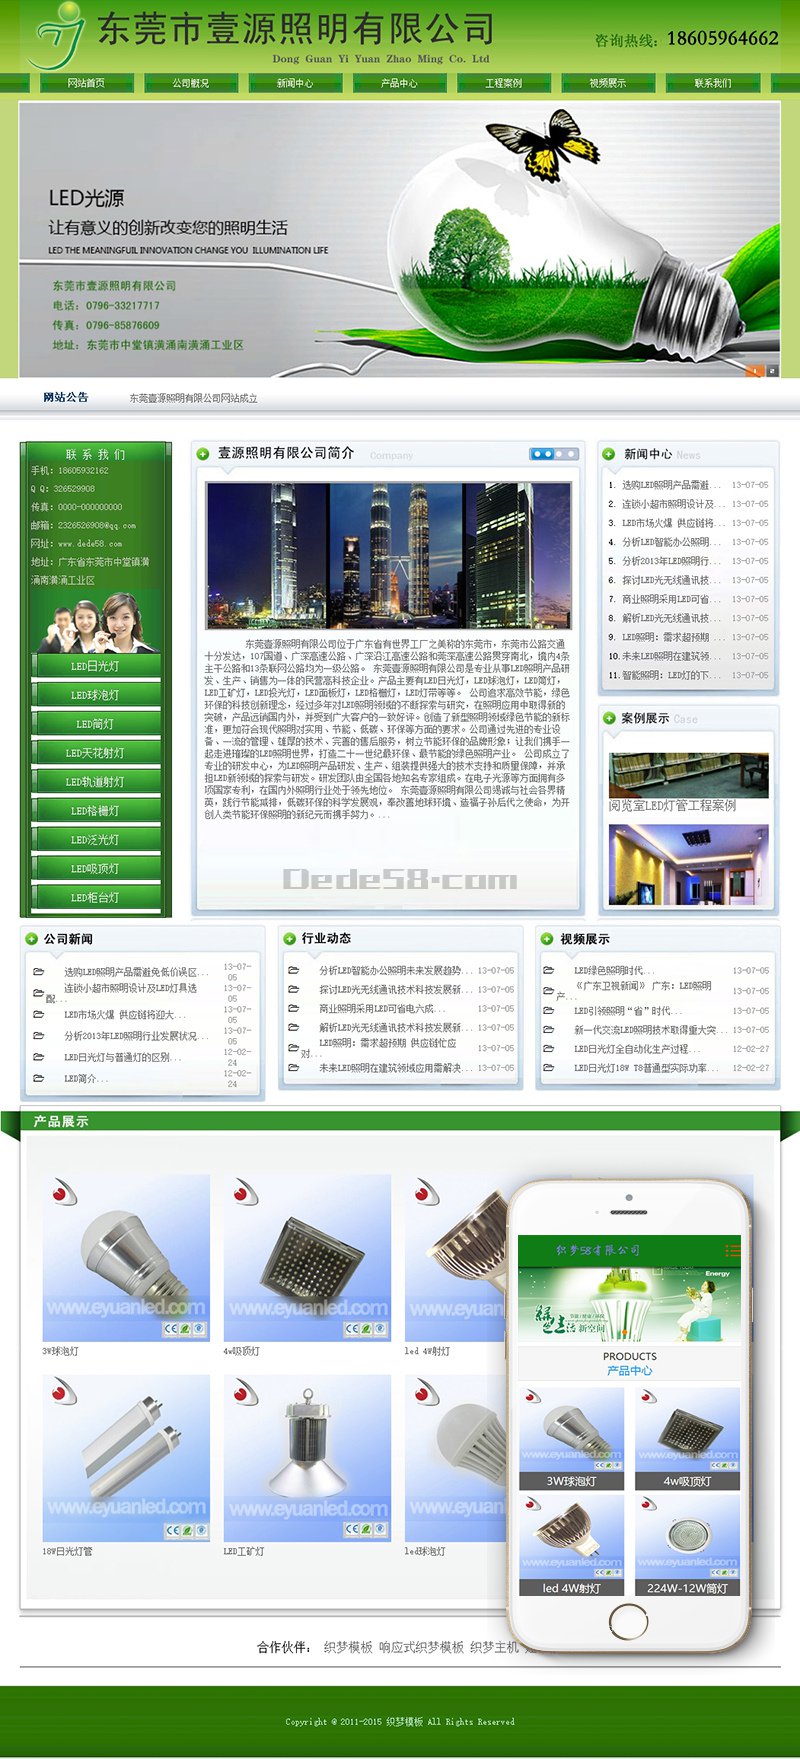 东莞市壹源照明有限公司
Dong Guan Yi Yuan Zhao Ming Co. Ltd
咨询热线：18605964662
网站首页 公司概况 新闻中心 产品中心 工程案例 视频展示 联系我们
LED光源
让有意义的创新改变您的照明生活
LED THE MEANINGFUIL INNOVATION CHANGE YOU ILLUMINATION LIFE
东莞市壹源照明有限公司
电话：0796-33217717
传真：0796-85876609
地址：东莞市中堂镇潢涌南潢涌工业区
1 2
网站公告 东莞壹源照明有限公司网站成立
联 系 我 们
手机：18605932162
Q Q：326529908
传真：0000-000000000
邮箱：2326526908@qq.com
网址：www.dede58.com
地址：广东省东莞市中堂镇潢
涌南潢涌工业区
LED日光灯
LED球泡灯
LED筒灯
LED天花射灯
LED轨道射灯
LED格栅灯
LED泛光灯
LED吸顶灯
LED柜台灯
壹源照明有限公司简介 Company
东莞壹源照明有限公司位于广东省有世界工厂之美称的东莞市，东莞市公路交通
十分发达，107国道、广深高速公路、广深沿江高速公路和莞深高速公路贯穿南北，境内4条
主干公路和13条联网公路均为一级公路。 东莞壹源照明有限公司是专业从事LED照明产品研
发、生产、销售为一体的民营高科技企业。产品主要有LED日光灯，LED球泡灯，LED筒灯，
LED工矿灯，LED投光灯，LED面板灯，LED格栅灯，LED灯带等等。 公司追求高效节能，绿色
环保的科技创新理念，经过多年对LED照明领域的不断探索与研究，在照明应用中取得新的
突破，产品远销国内外，并受到广大客户的一致好评。创造了新型照明领域绿色节能的新标
准，更加符合现代照明对实用、节能、低碳、环保等方面的要求。公司通过先进的专业设
备、一流的管理、雄厚的技术、完善的售后服务，树立节能环保的品牌形象；让我们携手一
起走进璀璨的LED照明世界，打造二十一世纪最环保、最节能的绿色照明产业。 公司成立了
专业的研发中心，为LED照明产品研发、生产、组装提供强大的技术支持和质量保障，并承
担LED新领域的探索与研发。研发团队由全国各地知名专家组成。在电子光源等方面拥有多
项国家专利，在国内外照明行业处于领先地位。 东莞壹源照明有限公司竭诚与社会各界精
英，践行节能减排，低碳环保的科学发展观，奉改善地球环境、造福子孙后代之使命，为开
创人类节能环保照明的新纪元而携手努力。...
Dede58.com
新闻中心 News
1. 选购LED照明产品需避... 13-07-05
2. 连锁小超市照明设计及... 13-07-05
3. LED市场火爆 供应链将... 13-07-05
4. 分析LED智能办公照明... 13-07-05
5. 分析2013年LED照明行... 13-07-05
6. 探讨LED光无线通讯技... 13-07-05
7. 商业照明采用LED可省... 13-07-05
8. 解析LED光无线通讯技... 13-07-05
9. LED照明：需求超预期 ... 13-07-05
10. 未来LED照明在建筑领... 13-07-05
11. 智能照明：LED灯的下... 13-07-05
案例展示 Case
阅览室LED灯管工程案例
公司新闻
选购LED照明产品需避免低价误区... 13-07-05
连锁小超市照明设计及LED灯具选配... 13-07-05
LED市场火爆 供应链将迎大... 13-07-05
分析2013年LED照明行业发展状况... 13-07-05
LED日光灯与普通灯的区别... 12-02-24
LED简介... 12-02-24
行业动态
分析LED智能办公照明未来发展趋势... 13-07-05
探讨LED光无线通讯技术科技发展新... 13-07-05
商业照明采用LED可省电六成... 13-07-05
解析LED光无线通讯技术科技发展新... 13-07-05
LED照明：需求超预期 供应链忙应对... 13-07-05
未来LED照明在建筑领域应用需解决... 13-07-05
视频展示
LED绿色照明时代... 13-07-05
《广东卫视新闻》 广东：LED照明产... 13-07-05
LED引领照明“省”时代... 13-07-05
新一代交流LED照明技术取得重大突... 13-07-05
LED日光灯全自动化生产过程... 12-02-27
LED日光灯18W T8普通型实际功率... 12-02-27
产品展示
www.eyuanled.com
www.eyuanled.com
www.eyuan
3W球泡灯 4w吸顶灯 led 4W射灯
www.eyuanled.com
www.eyuanled.com
www.eyuan
18W日光灯管 LED工矿灯 led球泡灯
织梦58有限公司
Energy
绿色生活 新空间
PRODUCTS
产品中心
www.eyuanled.com
www.eyuanled.com
3W球泡灯 4w吸顶灯
www.eyuanled.com
www.eyuanled.com
led 4W射灯 224W-12W筒灯
合作伙伴： 织梦模板 响应式织梦模板 织梦主机
Copyright @ 2011-2015 织梦模板 All Rights Reserved